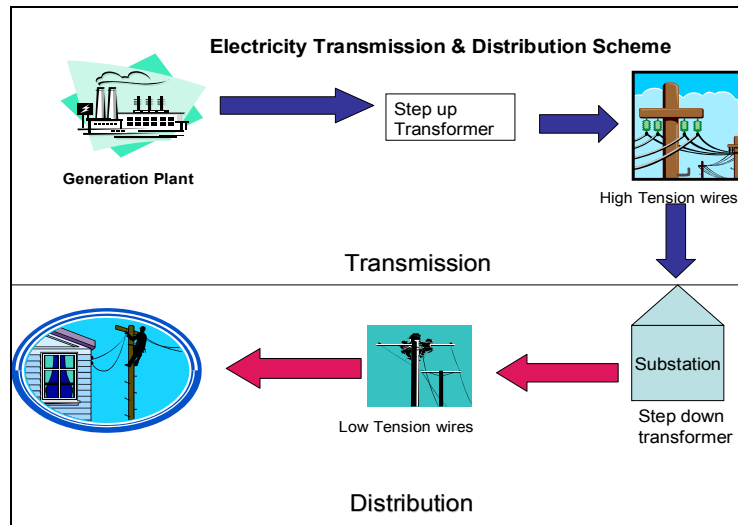 Electricity Transmission & Distribution Scheme
Step up
Transformer
Generation Plant
High Tension wires
Transmission
Substation
Step down
transformer
Low Tension wires
Distribution